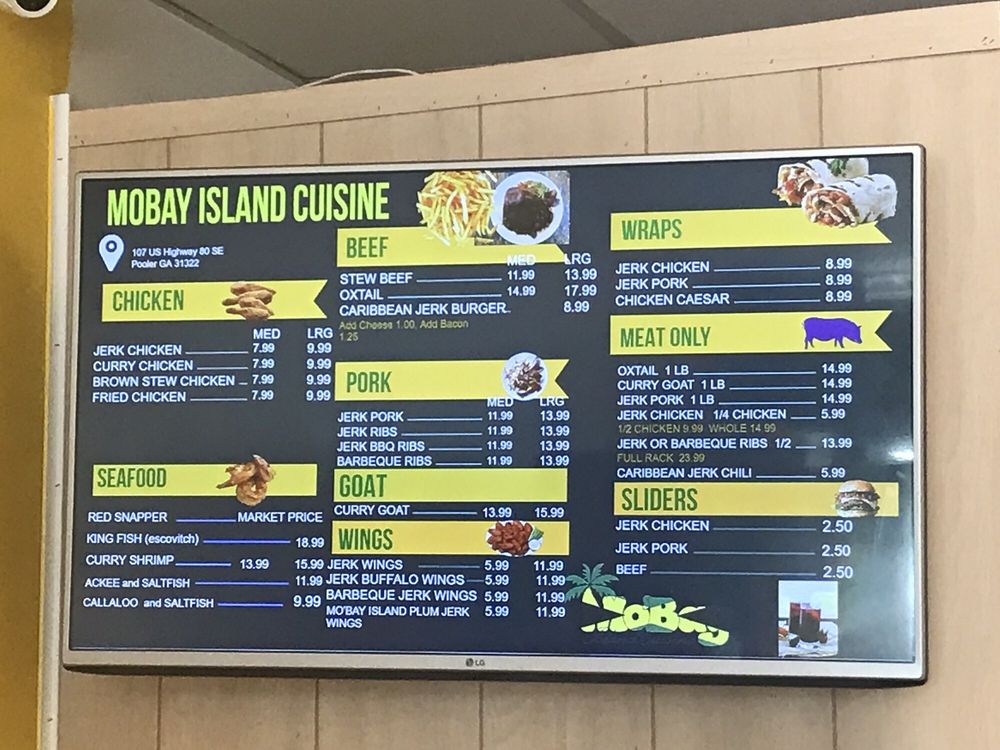 MOBAY ISLAND CUISINE
107 US Highway 80 SE
Pooler GA 31322
CHICKEN
MED LRG
JERK CHICKEN 7.99 9.99
CURRY CHICKEN 7.99 9.99
BROWN STEW CHICKEN 7.99 9.99
FRIED CHICKEN 7.99 9.99
SEAFOOD
RED SNAPPER MARKET PRICE
KING FISH (escovitch) 18.99
CURRY SHRIMP 13.99 15.99
ACKEE and SALTFISH 11.99
CALLALOO and SALTFISH 9.99
BEEF
MED LRG
STEW BEEF 11.99 13.99
OXTAIL 14.99 17.99
CARIBBEAN JERK BURGER 8.99
Add Cheese 1.00, Add Bacon
1.25
PORK
MED LRG
JERK PORK 11.99 13.99
JERK RIBS 11.99 13.99
JERK BBQ RIBS 11.99 13.99
BARBEQUE RIBS 11.99 13.99
GOAT
CURRY GOAT 13.99 15.99
WINGS
JERK WINGS 5.99 11.99
JERK BUFFALO WINGS 5.99 11.99
BARBEQUE JERK WINGS 5.99 11.99
MO'BAY ISLAND PLUM JERK 5.99 11.99
WINGS
WRAPS
JERK CHICKEN 8.99
JERK PORK 8.99
CHICKEN CAESAR 8.99
MEAT ONLY
OXTAIL 1 LB 14.99
CURRY GOAT 1 LB 14.99
JERK PORK 1 LB 14.99
JERK CHICKEN 1/4 CHICKEN 5.99
1/2 CHICKEN 9.99 WHOLE 14.99
JERK OR BARBEQUE RIBS 1/2 13.99
FULL RACK 23.99
CARIBBEAN JERK CHILI 5.99
SLIDERS
JERK CHICKEN 2.50
JERK PORK 2.50
BEEF 2.50
MO'BAY
LG